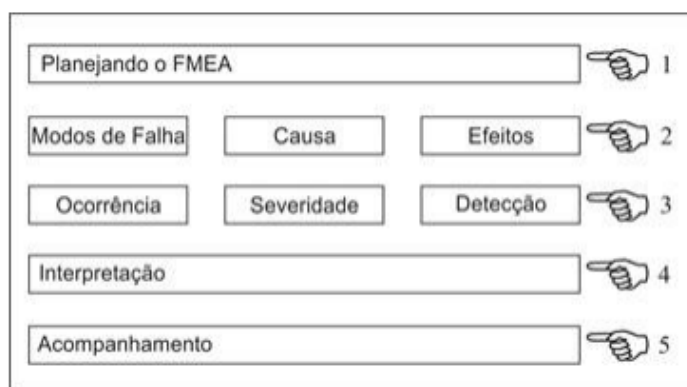 Planejando o FMEA 1
Modos de Falha Causa Efeitos 2
Ocorrência Severidade Detecção 3
Interpretação 4
Acompanhamento 5